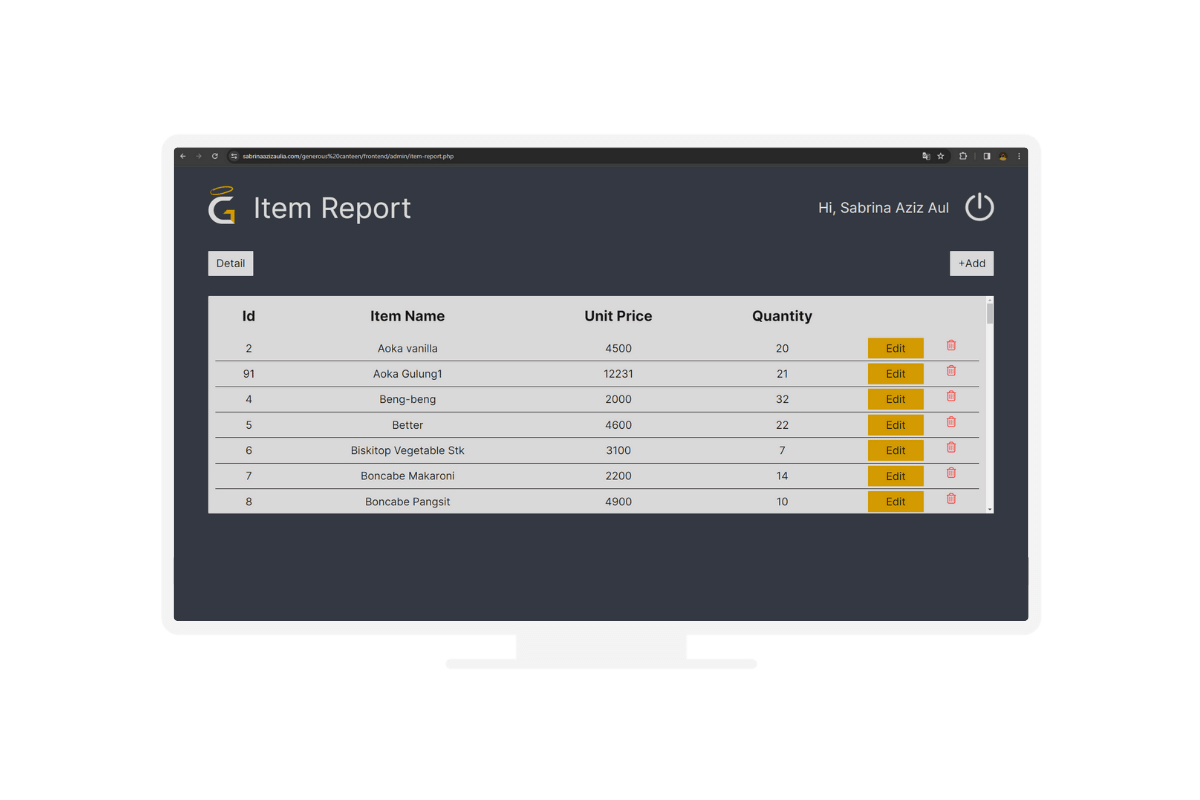 sabrinaazizaulia.com/generous%20canteen/frontend/admin/item-report.php
G Item Report
Hi, Sabrina Aziz Aul
Detail
+Add
Id Item Name Unit Price Quantity
2 Aoka vanilla 4500 20 Edit
91 Aoka Gulung1 12231 21 Edit
4 Beng-beng 2000 32 Edit
5 Better 4600 22 Edit
6 Biskitop Vegetable Stk 3100 7 Edit
7 Boncabe Makaroni 2200 14 Edit
8 Boncabe Pangsit 4900 10 Edit